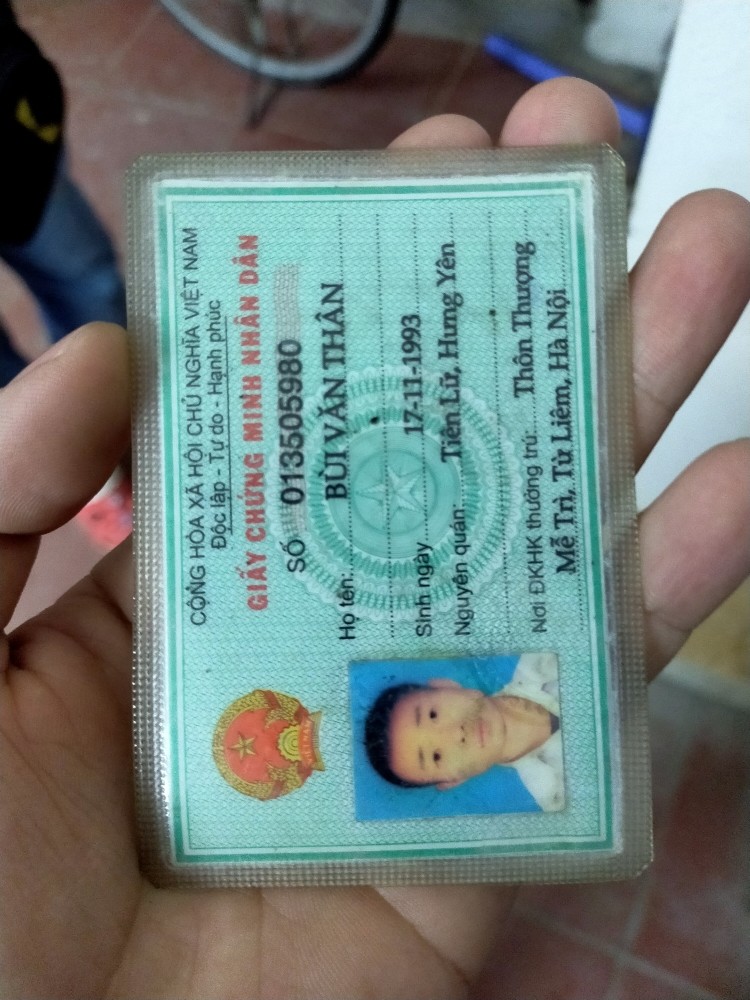 CỘNG HÒA XÃ HỘI CHỦ NGHĨA VIỆT NAM
Độc lập - Tự do - Hạnh phúc
GIẤY CHỨNG MINH NHÂN DÂN
SỐ 013505980
Họ tên: BÙI VĂN THÂN
Sinh ngày 17-11-1993
Nguyên quán Tiên Lữ, Hưng Yên
Nơi ĐKHK thường trú: Thôn Thượng
Mễ Trì, Từ Liêm, Hà Nội